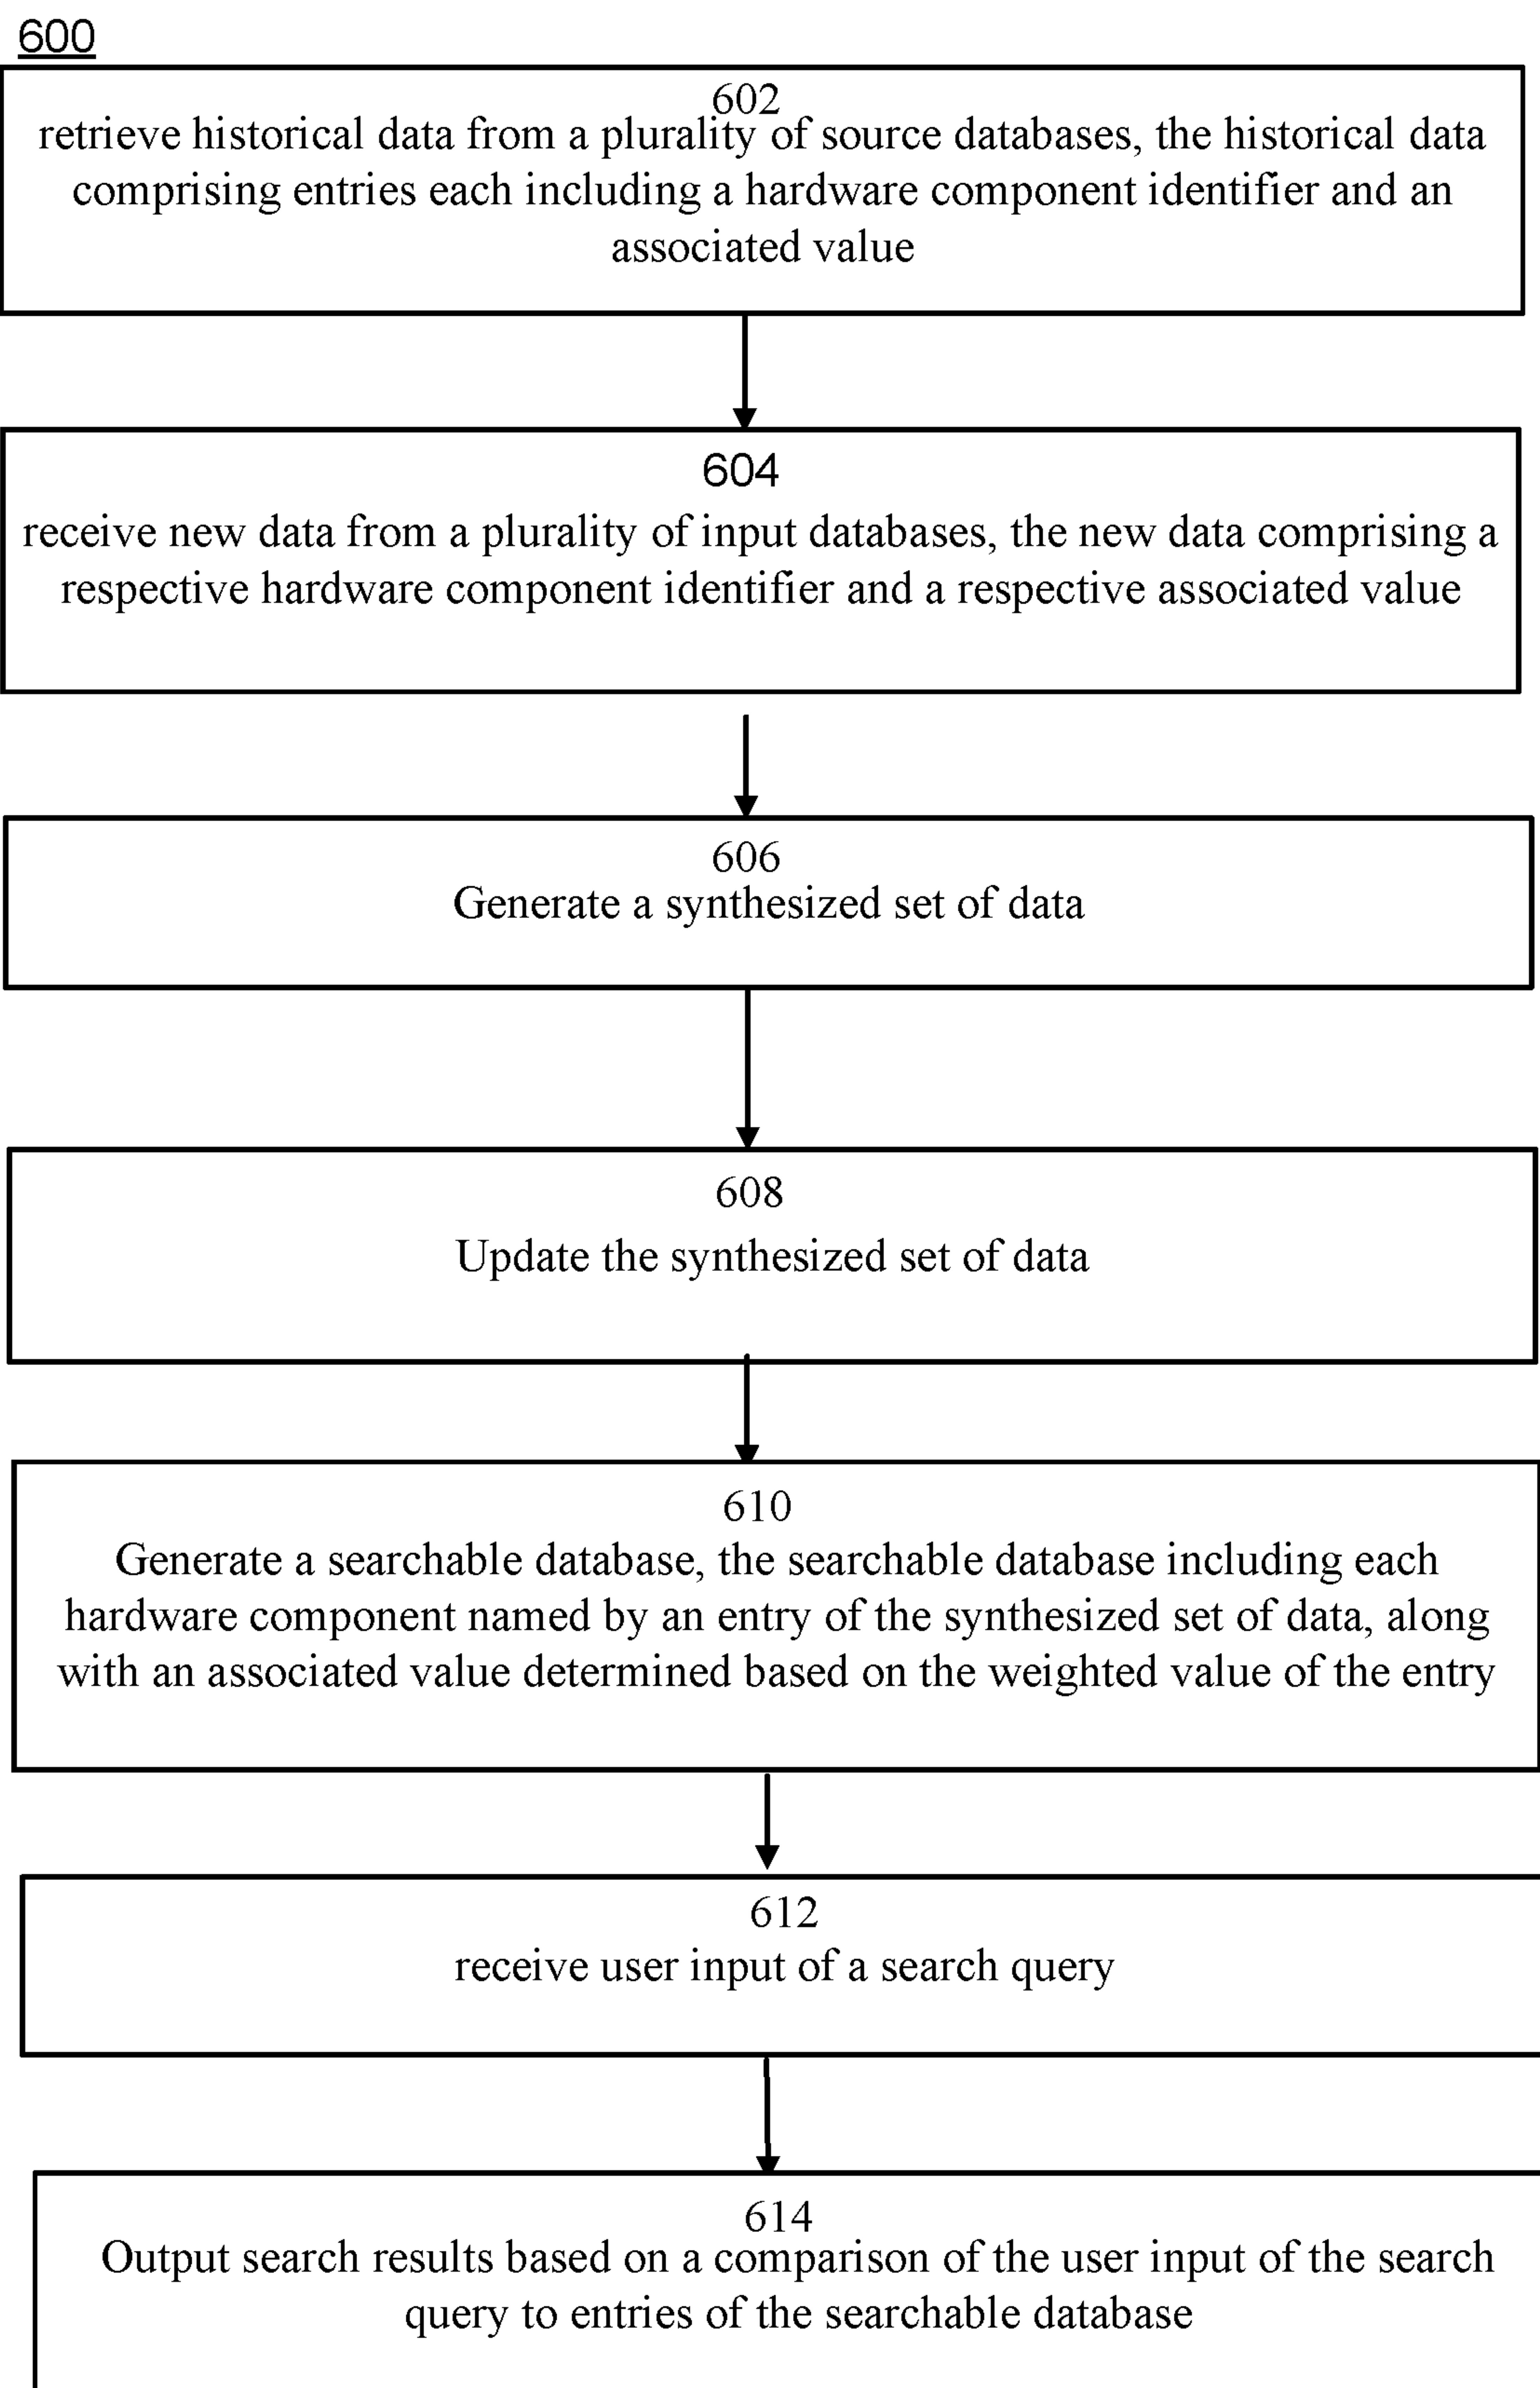 600
602
retrieve historical data from a plurality of source databases, the historical data
comprising entries each including a hardware component identifier and an
associated value
604
receive new data from a plurality of input databases, the new data comprising a
respective hardware component identifier and a respective associated value
606
Generate a synthesized set of data
608
Update the synthesized set of data
610
Generate a searchable database, the searchable database including each
hardware component named by an entry of the synthesized set of data, along
with an associated value determined based on the weighted value of the entry
612
receive user input of a search query
614
Output search results based on a comparison of the user input of the search
query to entries of the searchable database